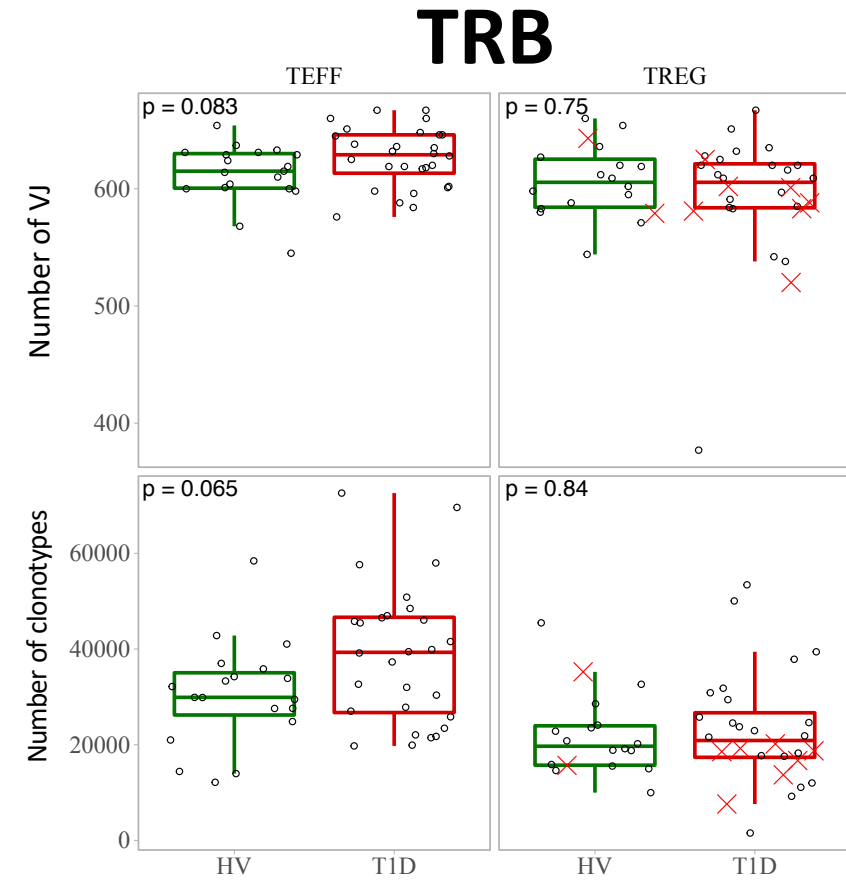 TRB
TEFF TREG
p = 0.083 p = 0.75
Number of VJ
600
500
400
p = 0.065 p = 0.84
Number of clonotypes
60000
40000
20000
0
HV T1D HV T1D